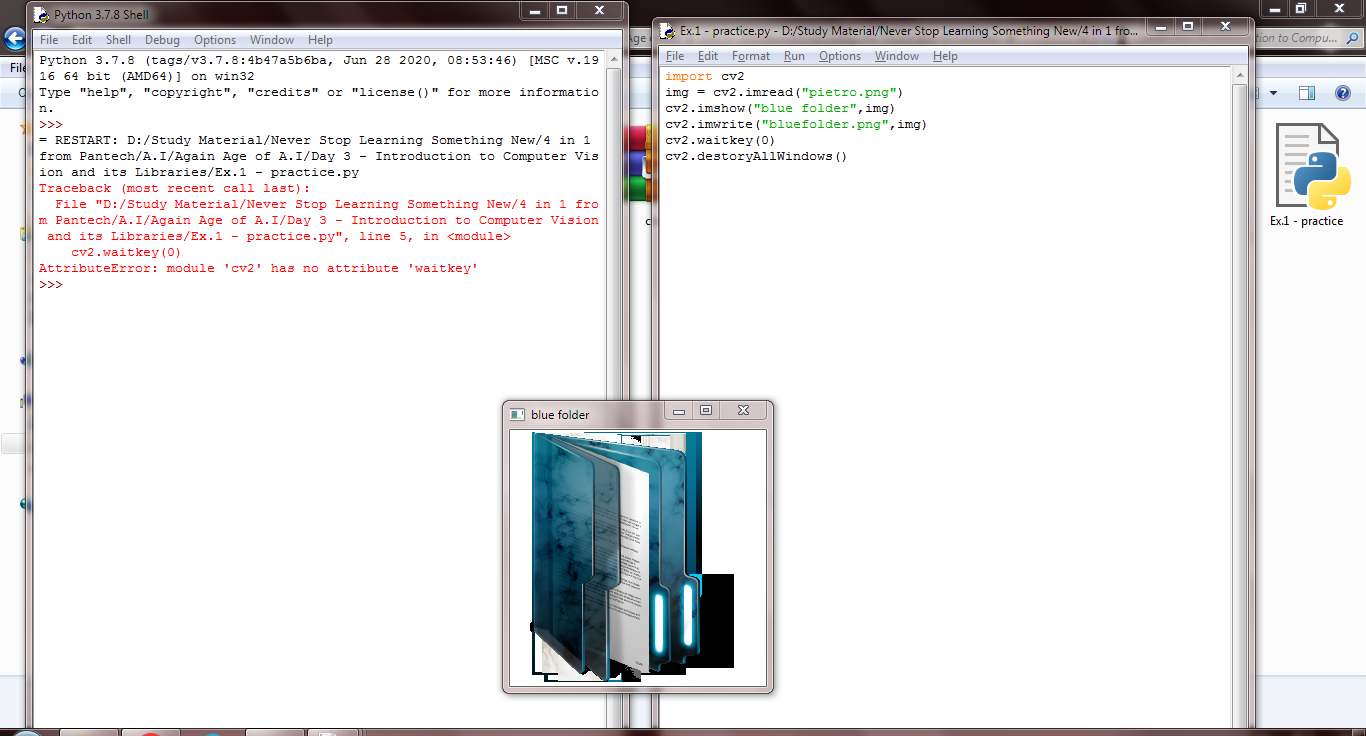 Python 3.7.8 Shell
File Edit Shell Debug Options Window Help
Python 3.7.8 (tags/v3.7.8:4b47a5b6ba, Jun 28 2020, 08:53:46) [MSC v.19
16 64 bit (AMD64)] on win32
Type "help", "copyright", "credits" or "license()" for more informatio
n.
>>>
= RESTART: D:/Study Material/Never Stop Learning Something New/4 in 1
from Pantech/A.I/Again Age of A.I/Day 3 - Introduction to Computer Vis
ion and its Libraries/Ex.1 - practice.py
Traceback (most recent call last):
File "D:/Study Material/Never Stop Learning Something New/4 in 1 fro
m Pantech/A.I/Again Age of A.I/Day 3 - Introduction to Computer Vision
and its Libraries/Ex.1 - practice.py", line 5, in <module>
cv2.waitkey(0)
AttributeError: module 'cv2' has no attribute 'waitkey'
>>>
Ex.1 - practice.py - D:/Study Material/Never Stop Learning Something New/4 in 1 fro...
File Edit Format Run Options Window Help
import cv2
img = cv2.imread("pietro.png")
cv2.imshow("blue folder",img)
cv2.imwrite("bluefolder.png",img)
cv2.waitkey(0)
cv2.destoryAllWindows()
blue folder
tion to Compu...
Ex.1 - practice